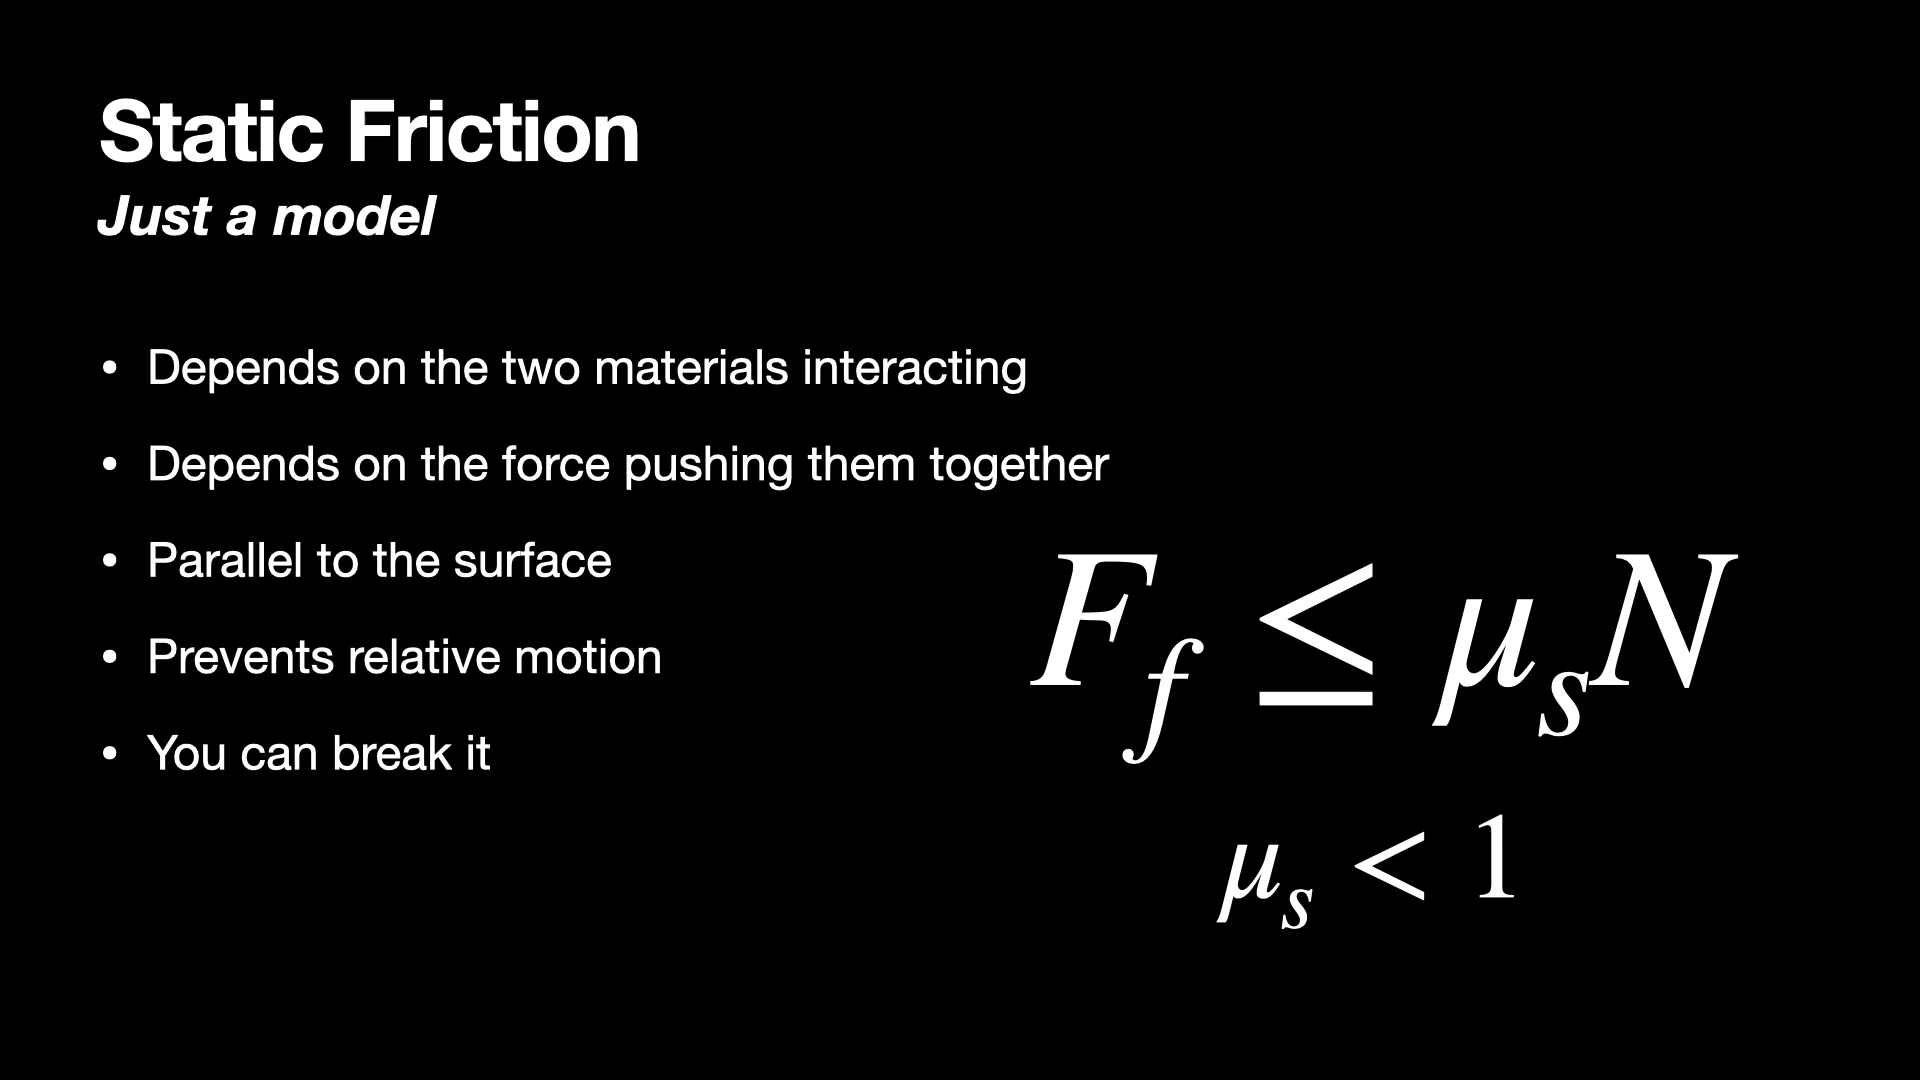 Static Friction
Just a model
• Depends on the two materials interacting
• Depends on the force pushing them together
• Parallel to the surface
• Prevents relative motion
• You can break it
F_f ≤ μ_s N
μ_s < 1